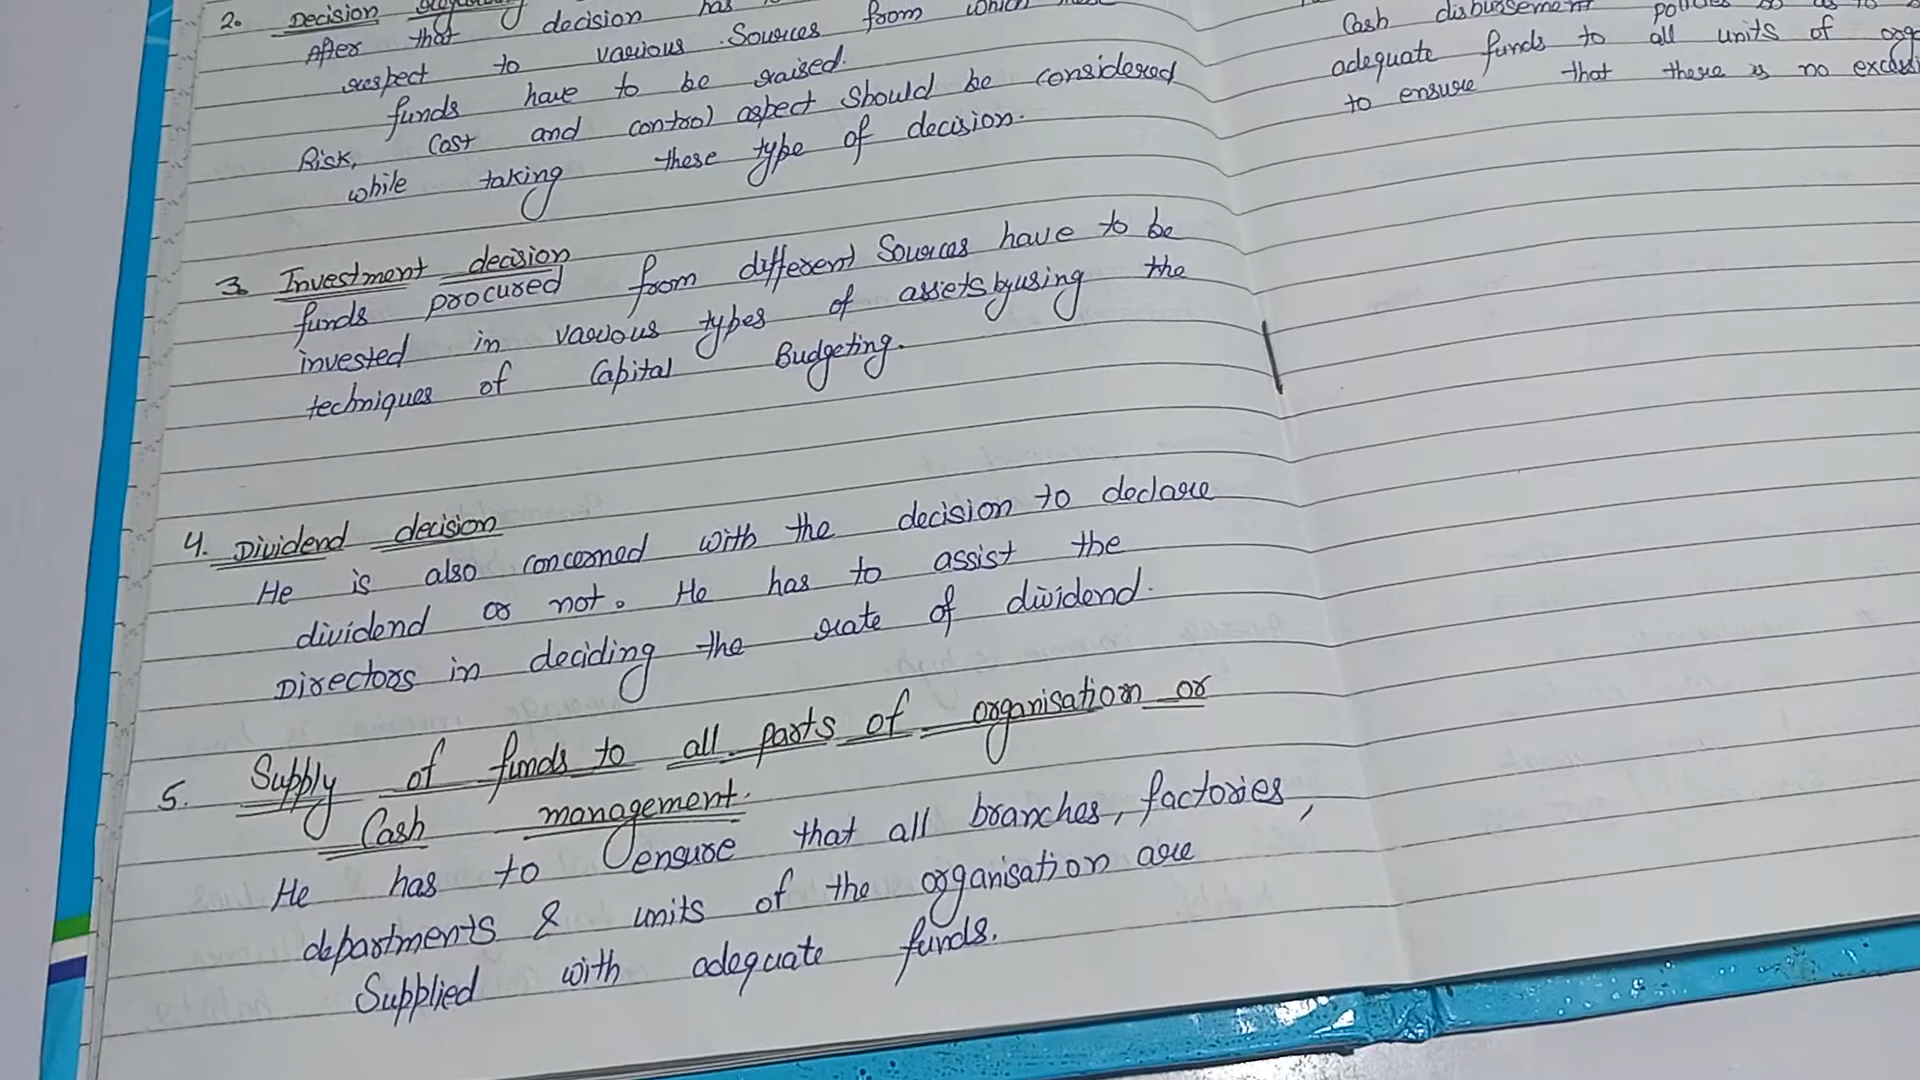 2. Decision
After that decision has
respect to various Sources from which
funds have to be raised.
Risk, Cost and control aspect Should be considered
while taking these type of decision.
3. Investment decision
funds procured from different Sources have to be
invested in various types of assets by using the
techniques of Capital Budgeting.
4. Dividend decision
He is also concerned with the decision to declare
dividend or not. He has to assist the
Directors in deciding the rate of dividend.
5. Supply of funds to all parts of organisation or
Cash management.
He has to ensure that all branches, factories,
departments & units of the organisation are
Supplied with adequate funds.
Cash disbursement policies so as to
adequate funds to all units of
to ensure that there is no